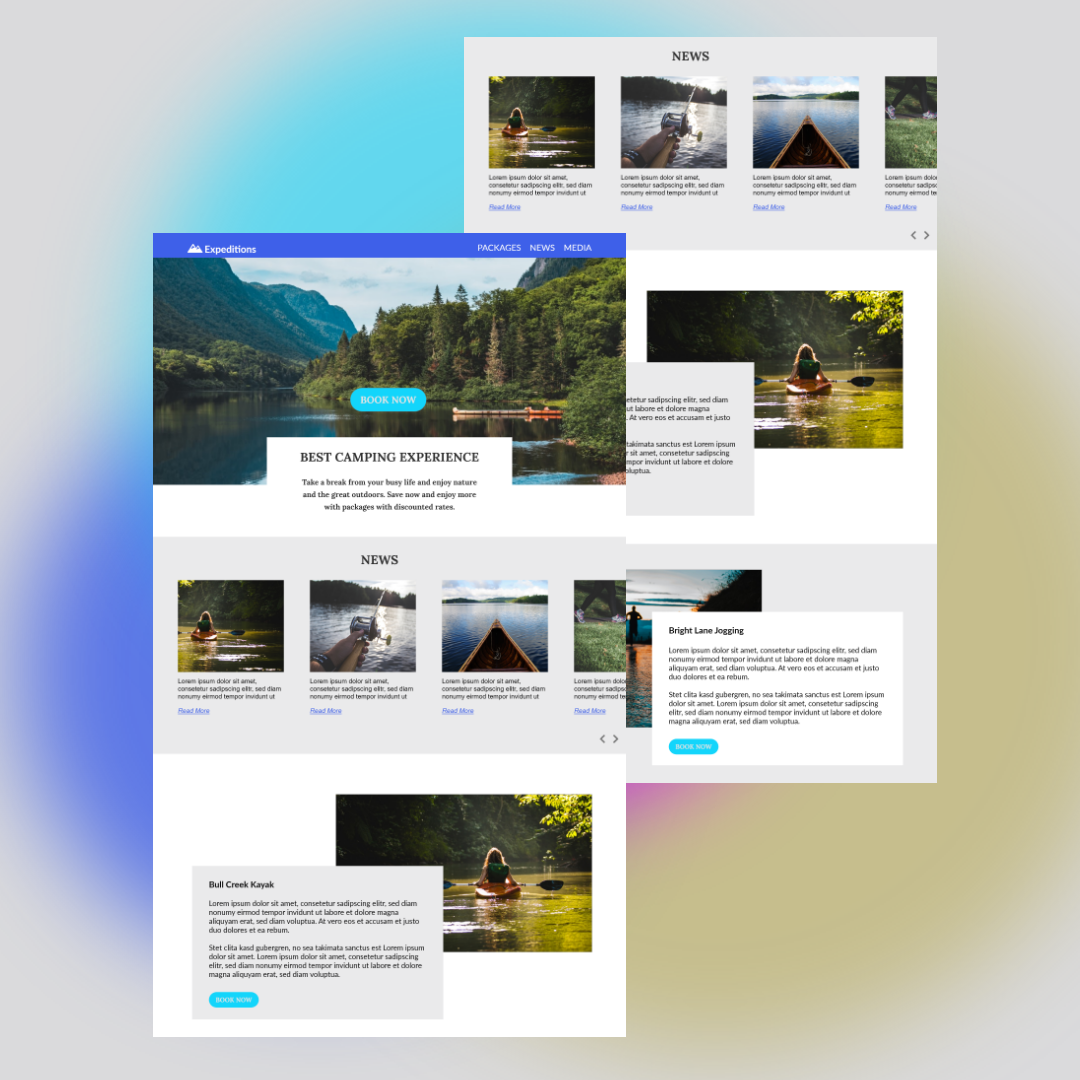 NEWS
Lorem ipsum dolor sit amet,
consetetur sadipscing elitr, sed diam
nonumy eirmod tempor invidunt ut
Read More
Lorem ipsum dolor sit amet,
consetetur sadipscing elitr, sed diam
nonumy eirmod tempor invidunt ut
Read More
Lorem ipsum dolor sit amet,
consetetur sadipscing elitr, sed diam
nonumy eirmod tempor invidunt ut
Read More
Lorem ipsum dolo
consetetur sadips
nonumy eirmod te
Read More
Expeditions
PACKAGES NEWS MEDIA
BOOK NOW
BEST CAMPING EXPERIENCE
Take a break from your busy life and enjoy nature
and the great outdoors. Save now and enjoy more
with packages with discounted rates.
NEWS
Lorem ipsum dolor sit amet,
consetetur sadipscing elitr, sed diam
nonumy eirmod tempor invidunt ut
Read More
Lorem ipsum dolor sit amet,
consetetur sadipscing elitr, sed diam
nonumy eirmod tempor invidunt ut
Read More
Lorem ipsum dolor sit amet,
consetetur sadipscing elitr, sed diam
nonumy eirmod tempor invidunt ut
Read More
Lorem ipsum dolo
consetetur sadips
nonumy eirmod te
Read More
Bull Creek Kayak
Lorem ipsum dolor sit amet, consetetur sadipscing elitr, sed diam
nonumy eirmod tempor invidunt ut labore et dolore magna
aliquyam erat, sed diam voluptua. At vero eos et accusam et justo
duo dolores et ea rebum.
Stet clita kasd gubergren, no sea takimata sanctus est Lorem ipsum
dolor sit amet. Lorem ipsum dolor sit amet, consetetur sadipscing
elitr, sed diam nonumy eirmod tempor invidunt ut labore et dolore
magna aliquyam erat, sed diam voluptua.
BOOK NOW
etetur sadipscing elitr, sed diam
ut labore et dolore magna
. At vero eos et accusam et justo
takimata sanctus est Lorem ipsum
r sit amet, consetetur sadipscing
mpor invidunt ut labore et dolore
oluptua.
Bright Lane Jogging
Lorem ipsum dolor sit amet, consetetur sadipscing elitr, sed diam
nonumy eirmod tempor invidunt ut labore et dolore magna
aliquyam erat, sed diam voluptua. At vero eos et accusam et justo
duo dolores et ea rebum.
Stet clita kasd gubergren, no sea takimata sanctus est Lorem ipsum
dolor sit amet. Lorem ipsum dolor sit amet, consetetur sadipscing
elitr, sed diam nonumy eirmod tempor invidunt ut labore et dolore
magna aliquyam erat, sed diam voluptua.
BOOK NOW